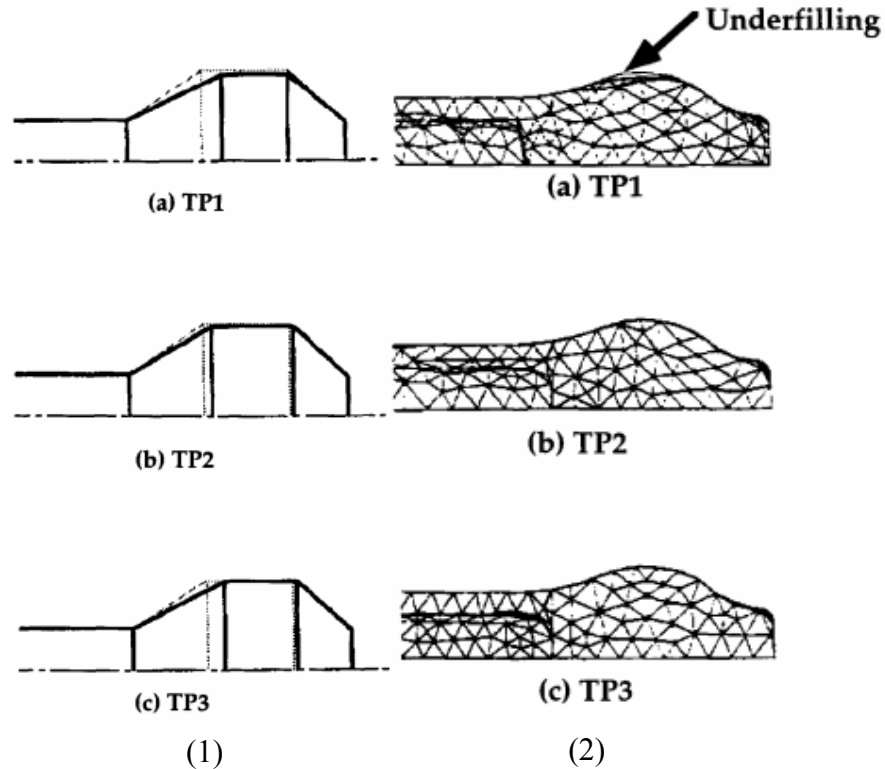 Underfilling
(a) TP1
(a) TP1
(b) TP2
(b) TP2
(c) TP3
(c) TP3
(1)
(2)